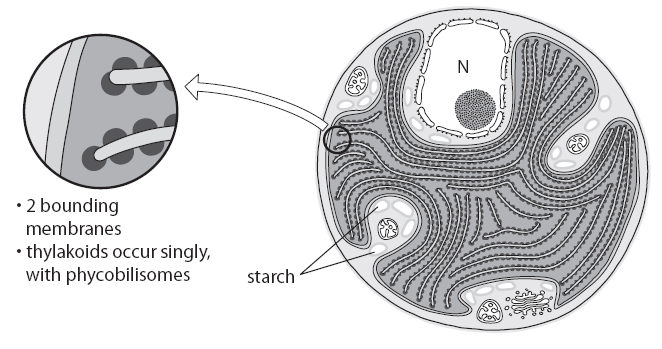 N
• 2 bounding
membranes
• thylakoids occur singly,
with phycobilisomes
starch